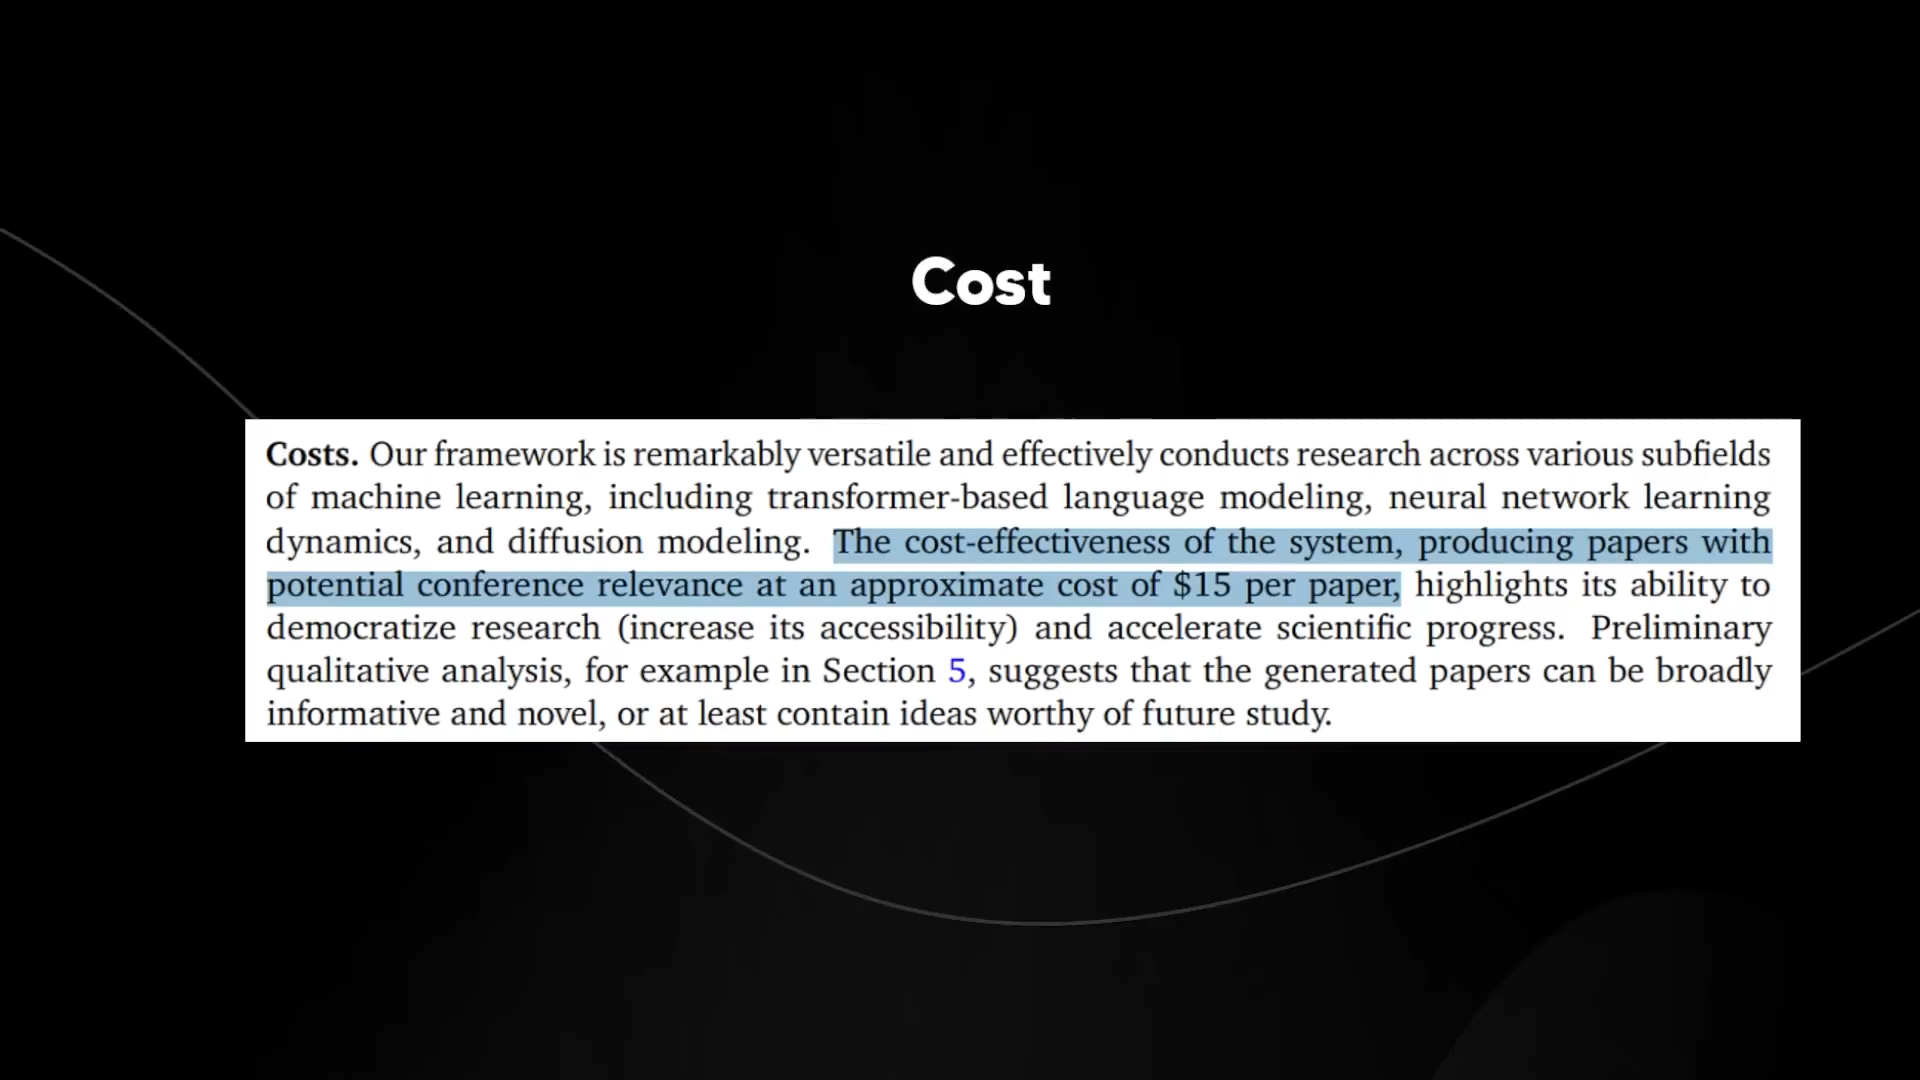 Cost
Costs. Our framework is remarkably versatile and effectively conducts research across various subfields
of machine learning, including transformer-based language modeling, neural network learning
dynamics, and diffusion modeling. The cost-effectiveness of the system, producing papers with
potential conference relevance at an approximate cost of $15 per paper, highlights its ability to
democratize research (increase its accessibility) and accelerate scientific progress. Preliminary
qualitative analysis, for example in Section 5, suggests that the generated papers can be broadly
informative and novel, or at least contain ideas worthy of future study.